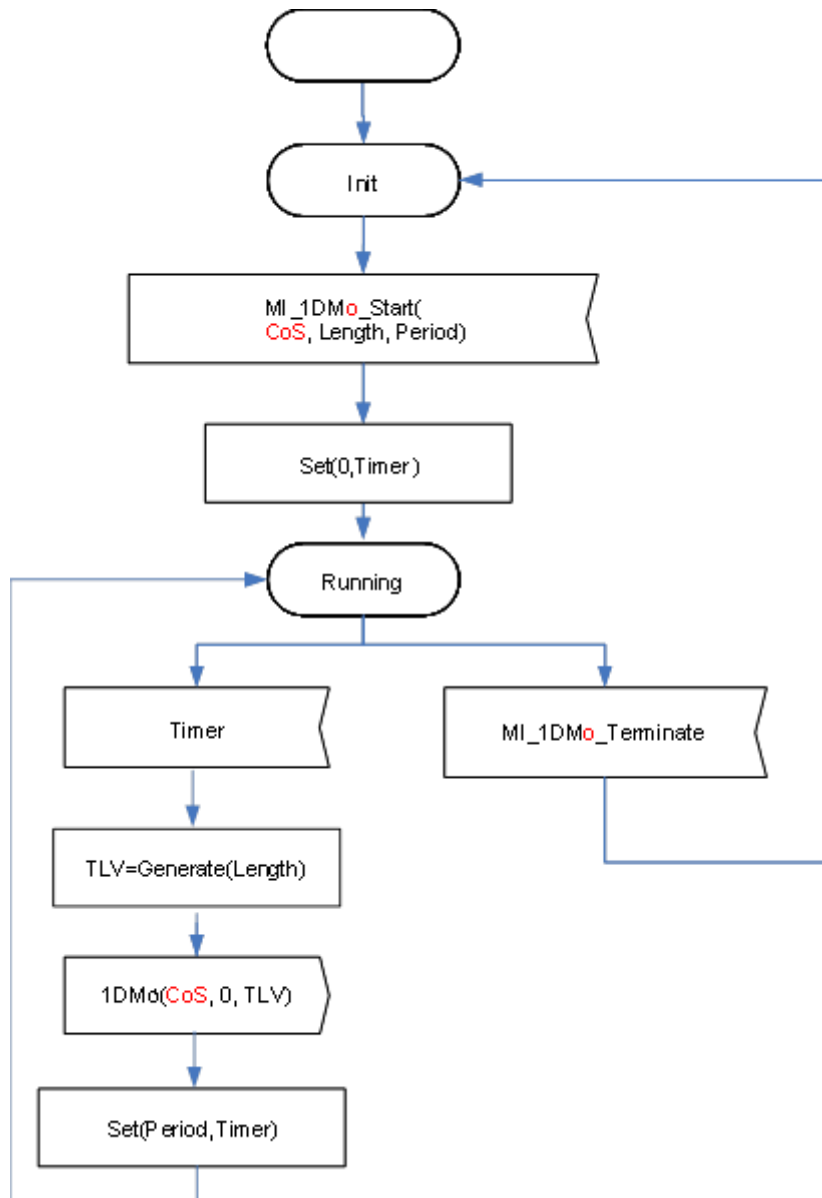 Init
MI_1DMo_Start(
CoS, Length, Period)
Set(0,Timer)
Running
Timer
MI_1DMo_Terminate
TLV=Generate(Length)
1DMo(CoS, 0, TLV)
Set(Period,Timer)